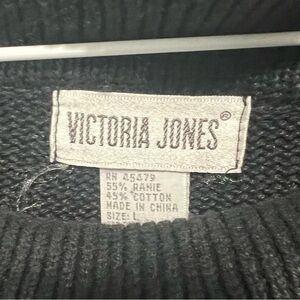 VICTORIA JONES®
RN 45479
55% RAMIE
45% COTTON
MADE IN CHINA
SIZE: L